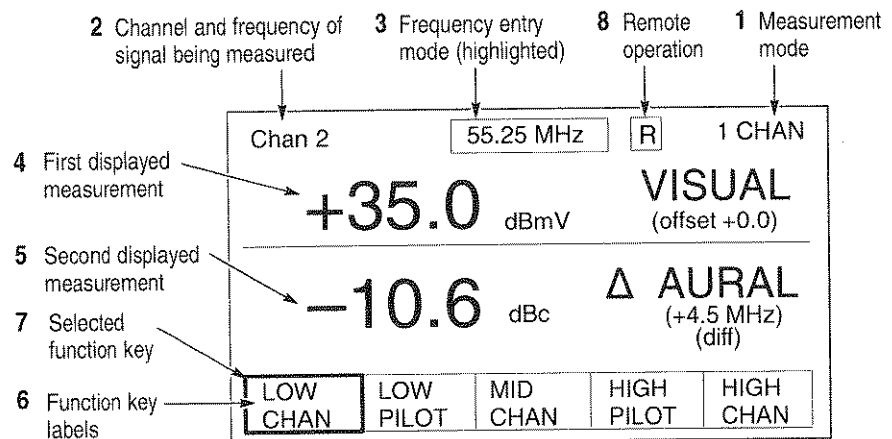 2 Channel and frequency of
signal being measured
3 Frequency entry
mode (highlighted)
8 Remote
operation
1 Measurement
mode
Chan 2
55.25 MHz
R
1 CHAN
4 First displayed
measurement
+35.0 dBmV
VISUAL
(offset +0.0)
5 Second displayed
measurement
−10.6 dBc
Δ AURAL
(+4.5 MHz)
(diff)
7 Selected
function key
6 Function key
labels
LOW
CHAN
LOW
PILOT
MID
CHAN
HIGH
PILOT
HIGH
CHAN